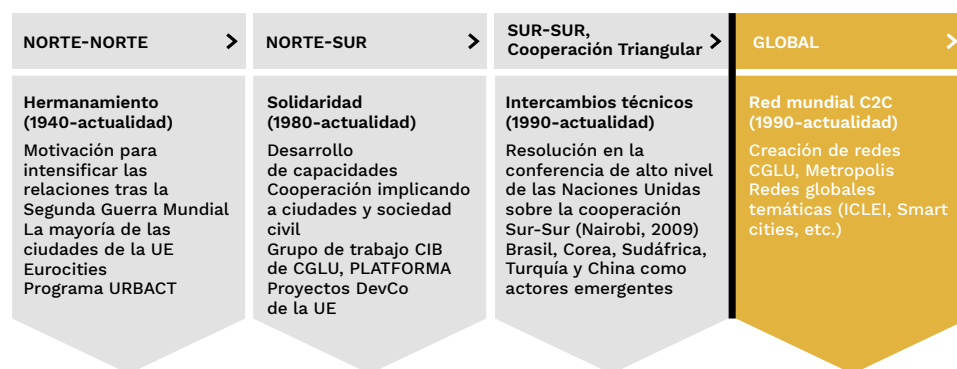 NORTE-NORTE
Hermanamiento
(1940-actualidad)
Motivación para
intensificar las
relaciones tras la
Segunda Guerra Mundial
La mayoría de las
ciudades de la UE
Eurocities
Programa URBACT
NORTE-SUR
Solidaridad
(1980-actualidad)
Desarrollo
de capacidades
Cooperación implicando
a ciudades y sociedad
civil
Grupo de trabajo CIB
de CGLU, PLATFORMA
Proyectos DevCo
de la UE
SUR-SUR,
Cooperación Triangular
Intercambios técnicos
(1990-actualidad)
Resolución en la
conferencia de alto nivel
de las Naciones Unidas
sobre la cooperación
Sur-Sur (Nairobi, 2009)
Brasil, Corea, Sudáfrica,
Turquía y China como
actores emergentes
GLOBAL
Red mundial C2C
(1990-actualidad)
Creación de redes
CGLU, Metropolis
Redes globales
temáticas (ICLEI, Smart
cities, etc.)